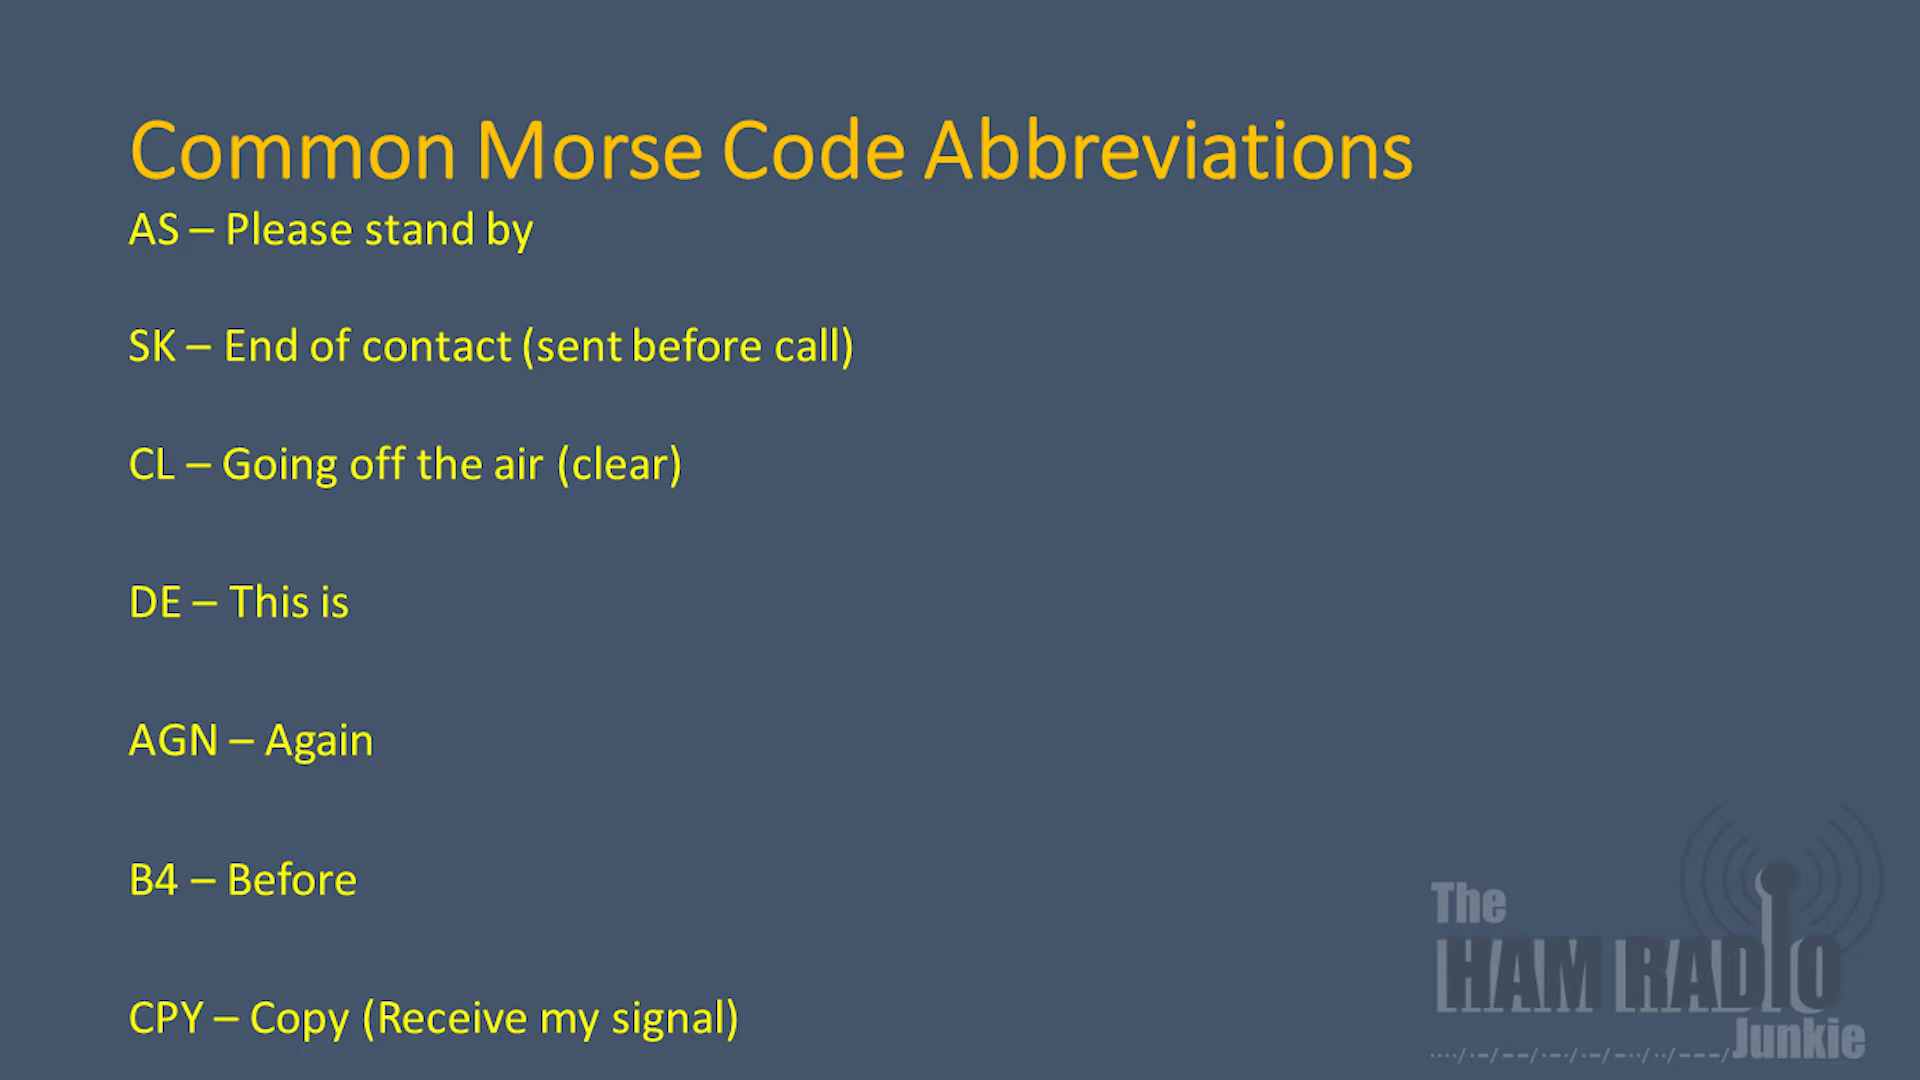 Common Morse Code Abbreviations
AS – Please stand by
SK – End of contact (sent before call)
CL – Going off the air (clear)
DE – This is
AGN – Again
B4 – Before
CPY – Copy (Receive my signal)
The
HAM RADIO
Junkie
····/·–/––/·–·/·–/–··/··/–––/